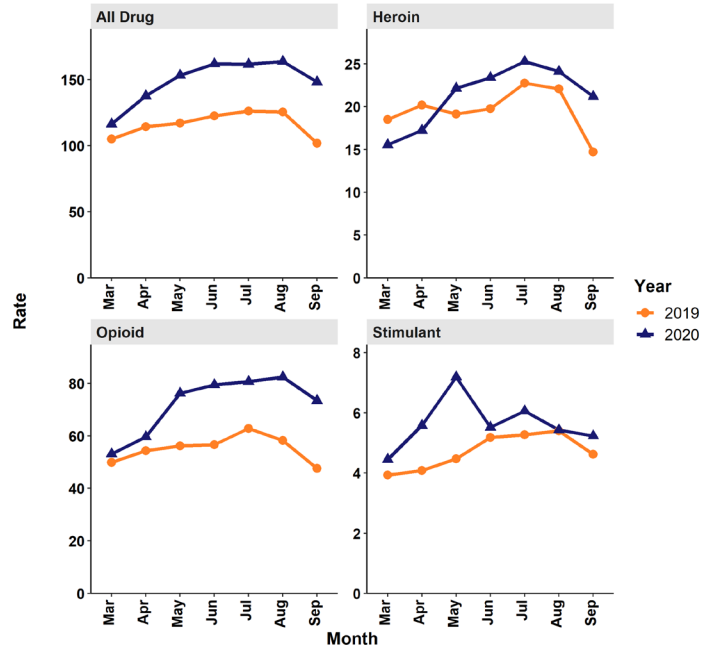 All Drug
150
100
50
0
Mar
Apr
May
Jun
Jul
Aug
Sep
Heroin
25
20
15
10
5
0
Mar
Apr
May
Jun
Jul
Aug
Sep
Rate
Opioid
80
60
40
20
0
Mar
Apr
May
Jun
Jul
Aug
Sep
Stimulant
8
6
4
2
0
Mar
Apr
May
Jun
Jul
Aug
Sep
Month
Year
2019
2020